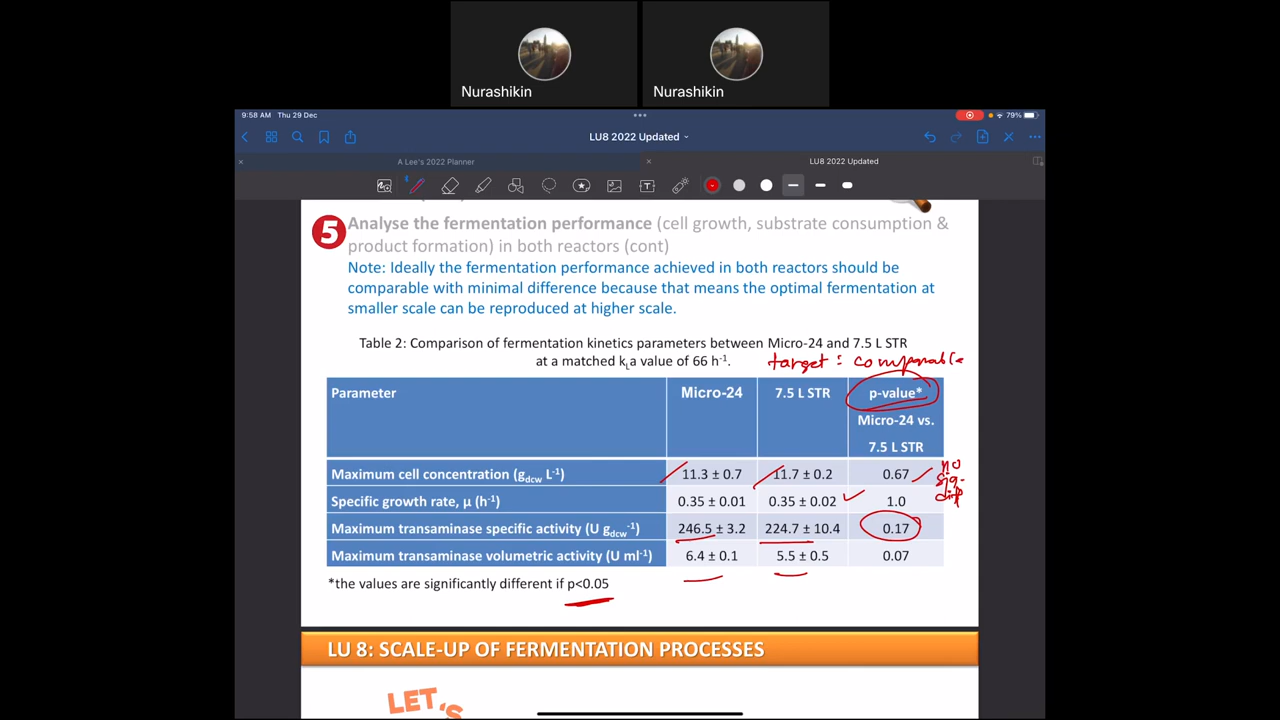 Nurashikin
Nurashikin
9:58 AM Thu 29 Dec
79%
LU8 2022 Updated
A Lee's 2022 Planner
LU8 2022 Updated
5 Analyse the fermentation performance (cell growth, substrate consumption &
product formation) in both reactors (cont)
Note: Ideally the fermentation performance achieved in both reactors should be
comparable with minimal difference because that means the optimal fermentation at
smaller scale can be reproduced at higher scale.
Table 2: Comparison of fermentation kinetics parameters between Micro-24 and 7.5 L STR
at a matched kLa value of 66 h-1.
target : comparable
Parameter Micro-24 7.5 L STR p-value*
Micro-24 vs.
7.5 L STR
Maximum cell concentration (gdcw L-1) 11.3 ± 0.7 11.7 ± 0.2 0.67
no
sig.
diff
Specific growth rate, μ (h-1) 0.35 ± 0.01 0.35 ± 0.02 1.0
Maximum transaminase specific activity (U gdcw-1) 246.5 ± 3.2 224.7 ± 10.4 0.17
Maximum transaminase volumetric activity (U ml-1) 6.4 ± 0.1 5.5 ± 0.5 0.07
*the values are significantly different if p<0.05
LU 8: SCALE-UP OF FERMENTATION PROCESSES
LET'S